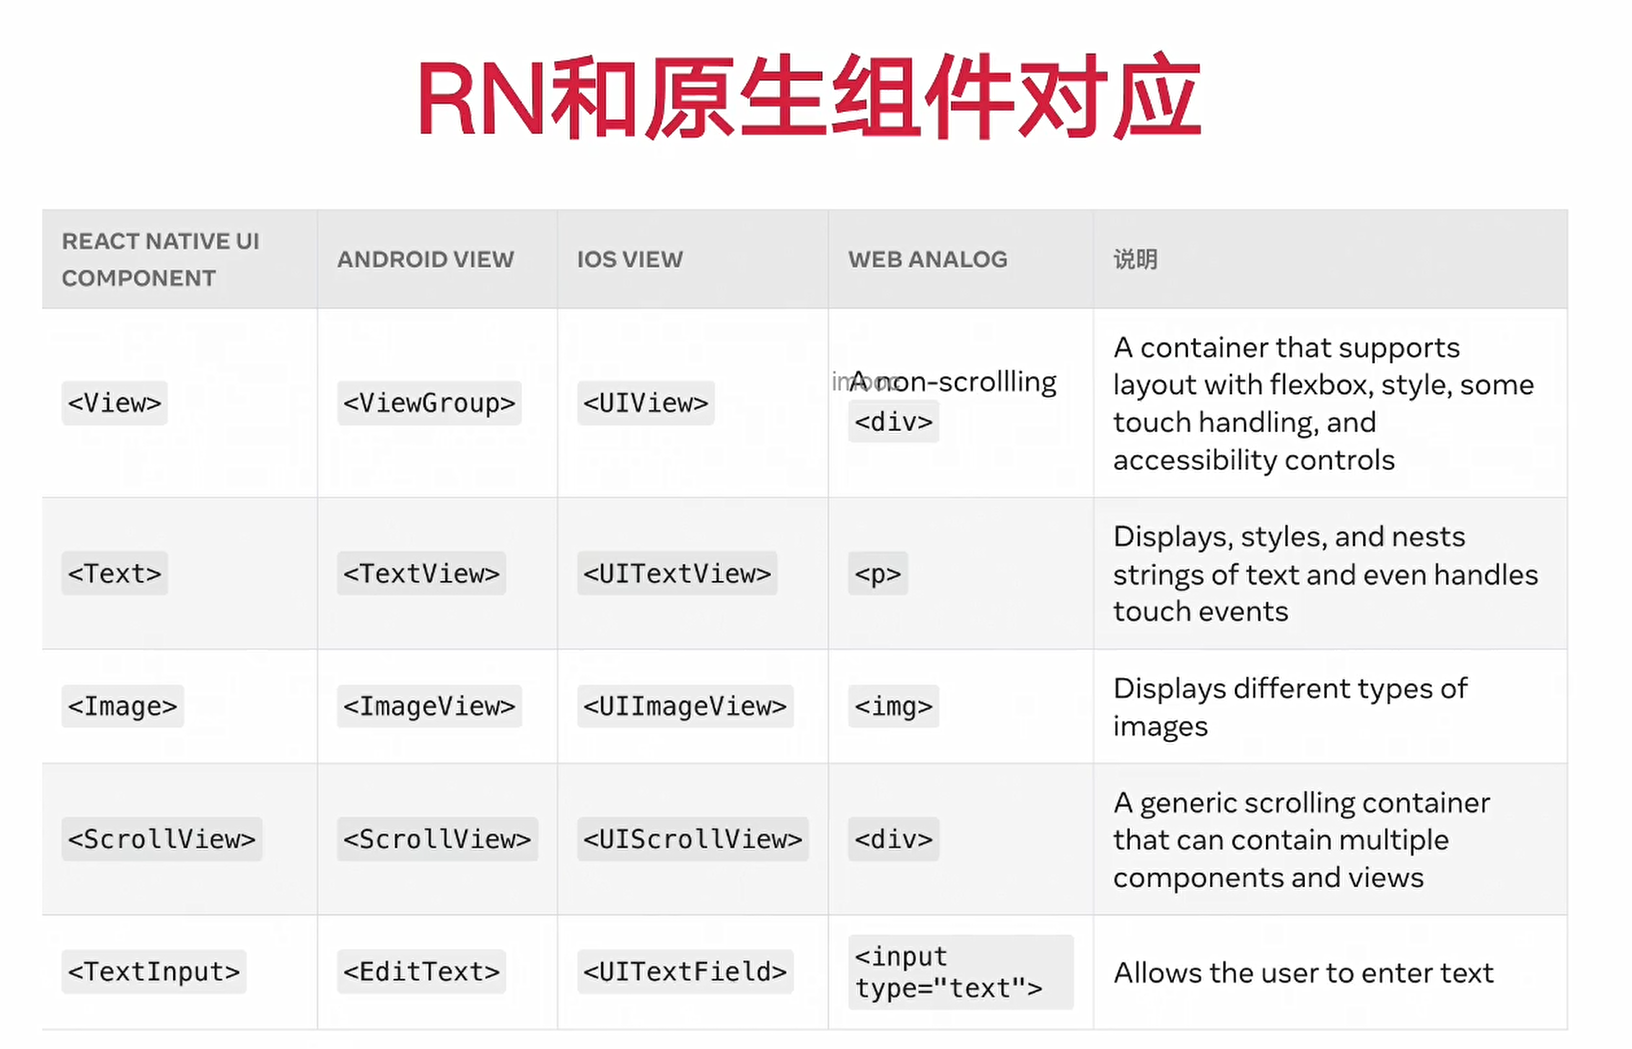 RN和原生组件对应
REACT NATIVE UI
COMPONENT
ANDROID VIEW
IOS VIEW
WEB ANALOG
说明
<View>
<ViewGroup>
<UIView>
A non-scrollling
<div>
imooc
A container that supports
layout with flexbox, style, some
touch handling, and
accessibility controls
<Text>
<TextView>
<UITextView>
<p>
Displays, styles, and nests
strings of text and even handles
touch events
<Image>
<ImageView>
<UIImageView>
<img>
Displays different types of
images
<ScrollView>
<ScrollView>
<UIScrollView>
<div>
A generic scrolling container
that can contain multiple
components and views
<TextInput>
<EditText>
<UITextField>
<input
type="text">
Allows the user to enter text